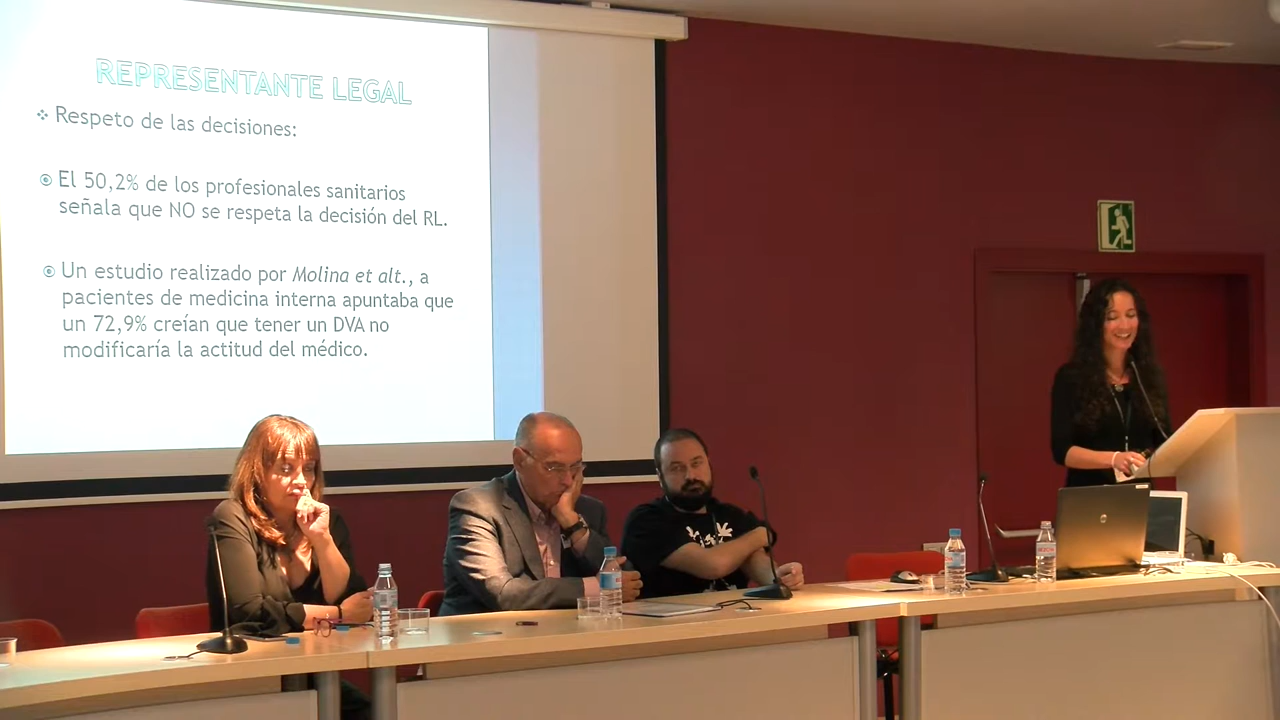 REPRESENTANTE LEGAL
Respeto de las decisiones:
El 50,2% de los profesionales sanitarios
señala que NO se respeta la decisión del RL.
Un estudio realizado por Molina et alt., a
pacientes de medicina interna apuntaba que
un 72,9% creían que tener un DVA no
modificaría la actitud del médico.